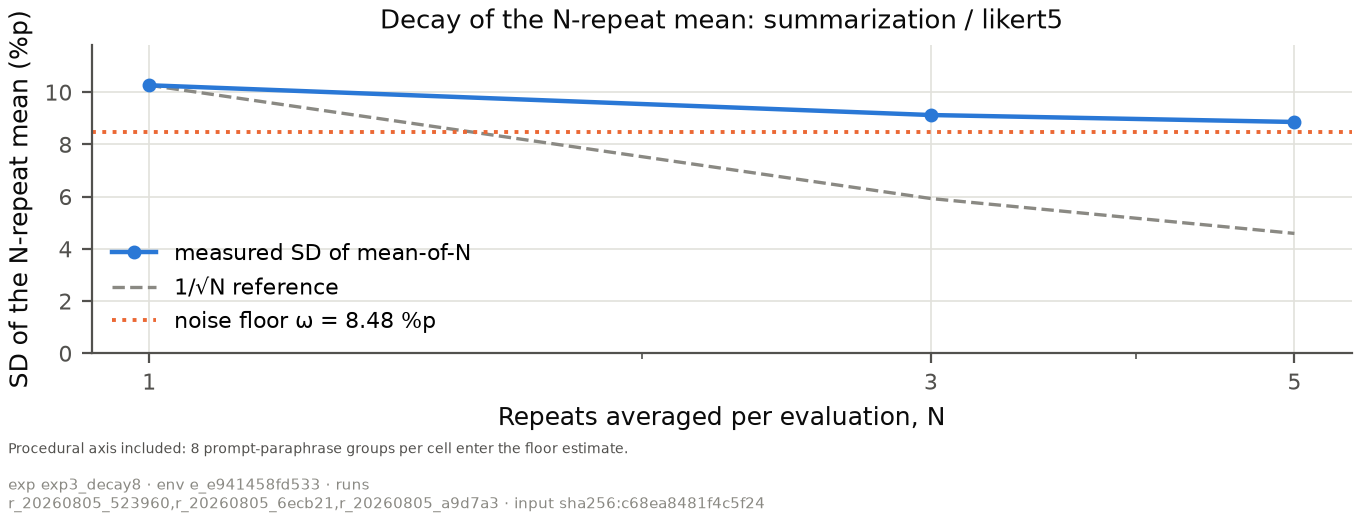 Decay of the N-repeat mean: summarization / likert5
SD of the N-repeat mean (%p)
10
8
6
4
2
0
measured SD of mean-of-N
1/√N reference
noise floor ω = 8.48 %p
1
3
5
Repeats averaged per evaluation, N
Procedural axis included: 8 prompt-paraphrase groups per cell enter the floor estimate.
exp exp3_decay8 · env e_e941458fd533 · runs
r_20260805_523960,r_20260805_6ecb21,r_20260805_a9d7a3 · input sha256:c68ea8481f4c5f24